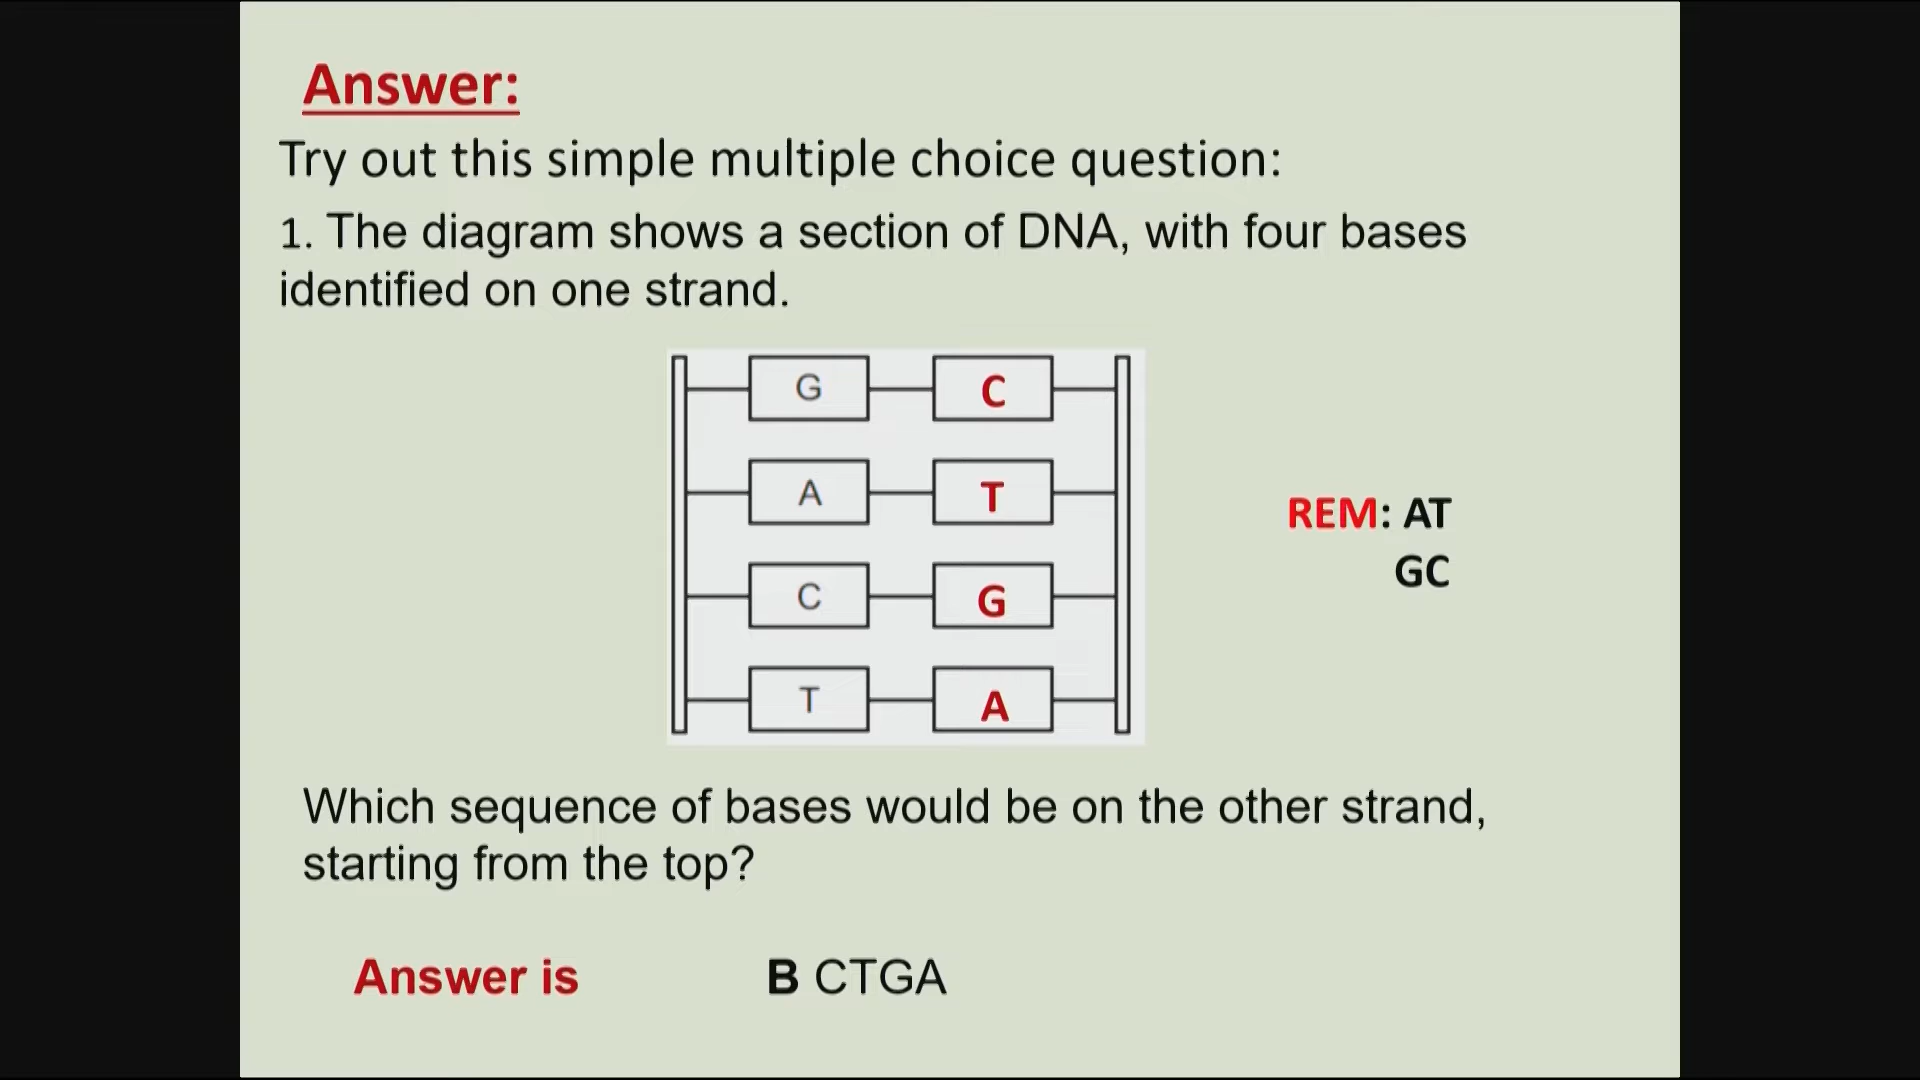 Answer:
Try out this simple multiple choice question:
1. The diagram shows a section of DNA, with four bases
identified on one strand.
G C
A T
C G
T A
REM: AT
GC
Which sequence of bases would be on the other strand,
starting from the top?
Answer is B CTGA